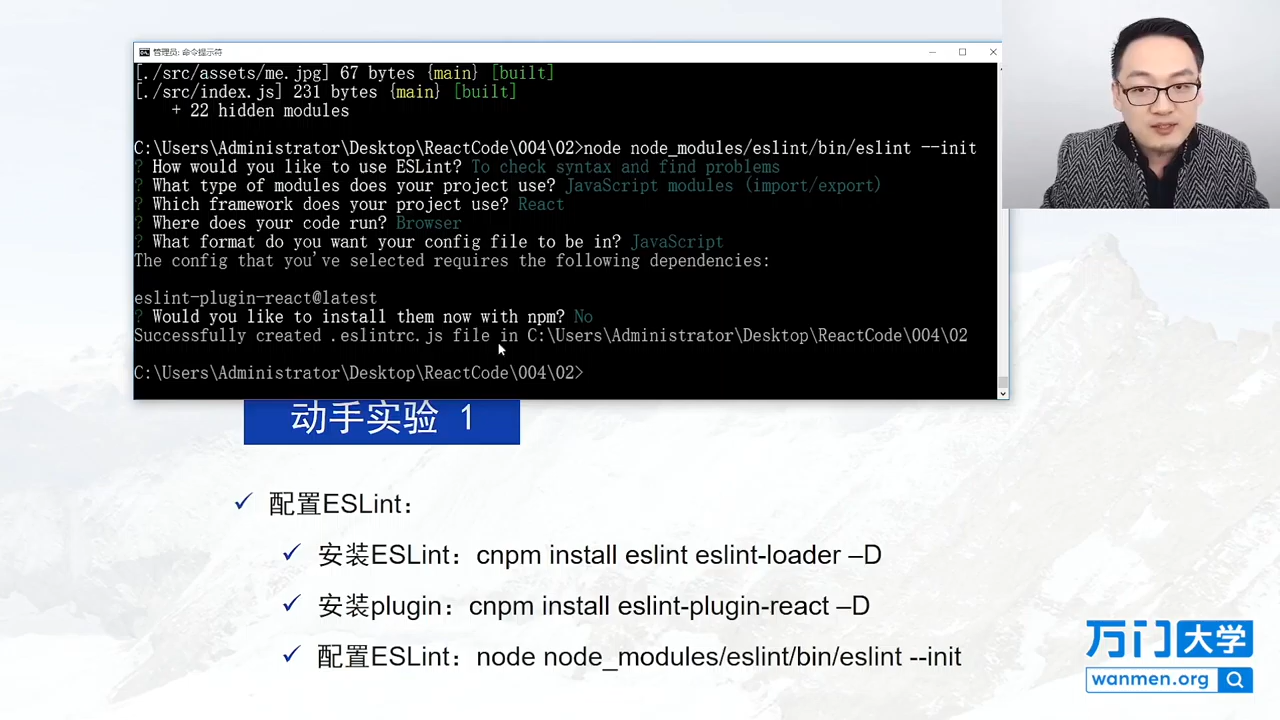 管理员: 命令提示符
[./src/assets/me.jpg] 67 bytes {main} [built]
[./src/index.js] 231 bytes {main} [built]
+ 22 hidden modules
C:\Users\Administrator\Desktop\ReactCode\004\02>node node_modules/eslint/bin/eslint --init
? How would you like to use ESLint? To check syntax and find problems
? What type of modules does your project use? JavaScript modules (import/export)
? Which framework does your project use? React
? Where does your code run? Browser
? What format do you want your config file to be in? JavaScript
The config that you've selected requires the following dependencies:
eslint-plugin-react@latest
? Would you like to install them now with npm? No
Successfully created .eslintrc.js file in C:\Users\Administrator\Desktop\ReactCode\004\02
C:\Users\Administrator\Desktop\ReactCode\004\02>
动手实验 1
✓ 配置ESLint：
✓ 安装ESLint：cnpm install eslint eslint-loader –D
✓ 安装plugin：cnpm install eslint-plugin-react –D
✓ 配置ESLint：node node_modules/eslint/bin/eslint --init
万门大学
wanmen.org